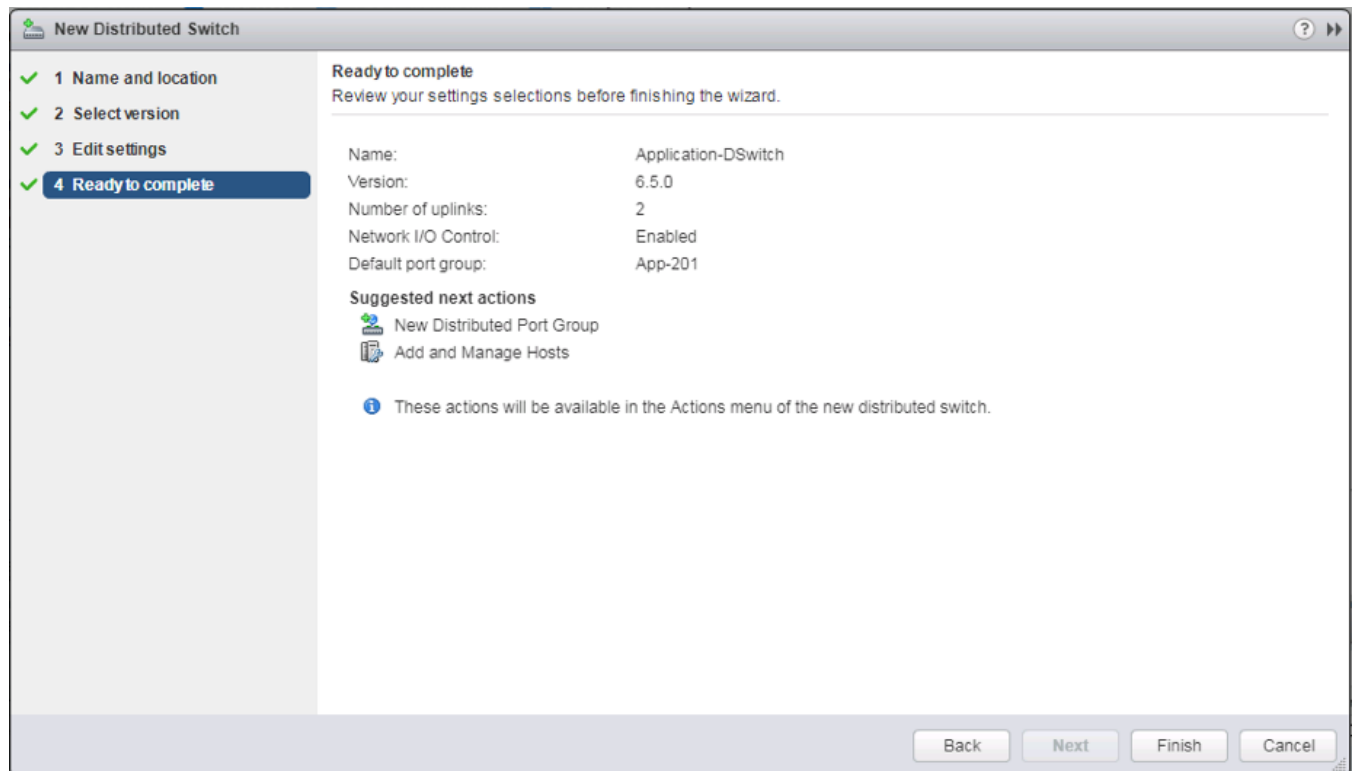 New Distributed Switch
?
1 Name and location
2 Select version
3 Edit settings
4 Ready to complete
Ready to complete
Review your settings selections before finishing the wizard.
Name: Application-DSwitch
Version: 6.5.0
Number of uplinks: 2
Network I/O Control: Enabled
Default port group: App-201
Suggested next actions
New Distributed Port Group
Add and Manage Hosts
These actions will be available in the Actions menu of the new distributed switch.
Back Next Finish Cancel